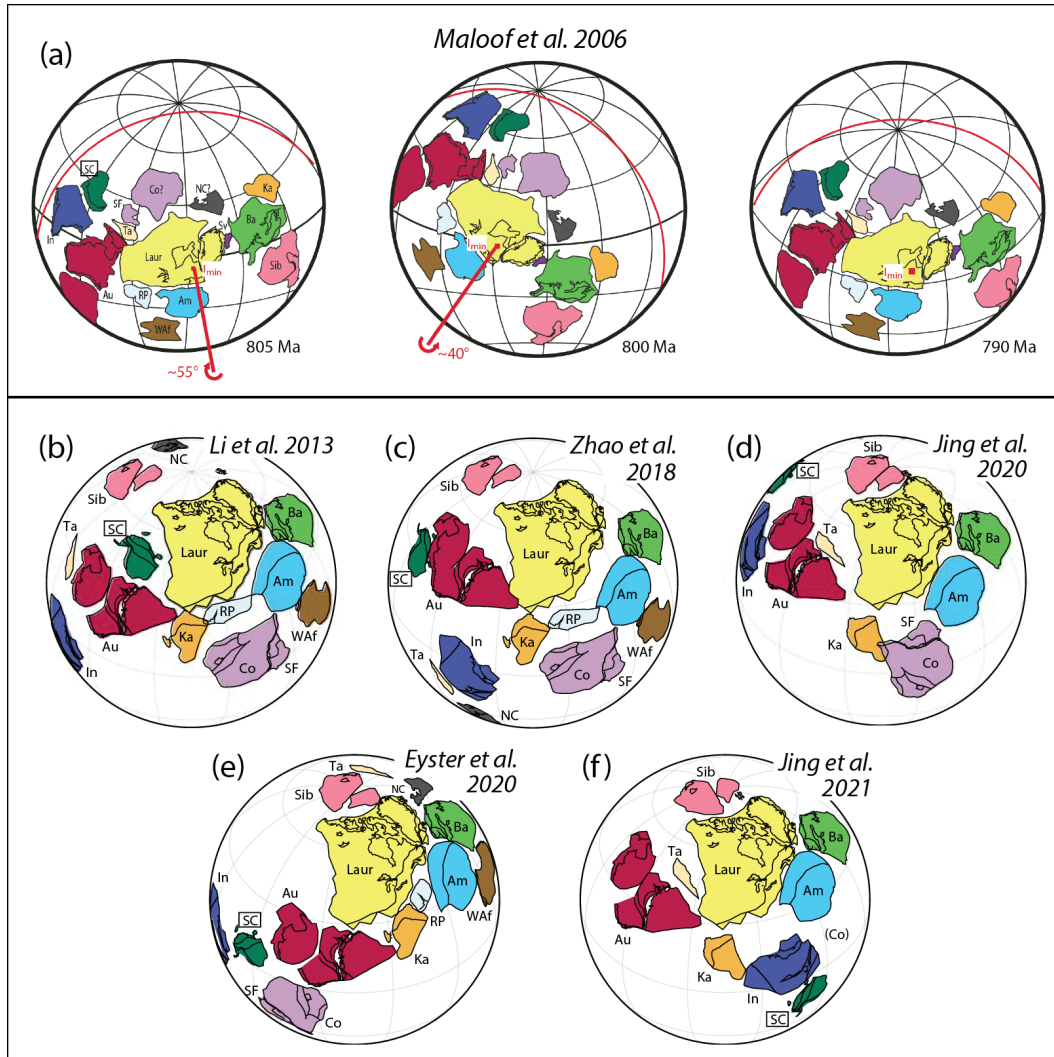 (a)
Maloof et al. 2006
SC
Co?
NC?
Ka
SF
In
Ta
Sv
Ba
Laur
Imin
Sib
Au
RP
Am
WAf
~55°
805 Ma
Imin
~40°
800 Ma
Imin
790 Ma
(b)
Li et al. 2013
NC
Sib
Ta
SC
Laur
Ba
Am
RP
WAf
Au
Ka
In
Co
SF
(c)
Zhao et al.
2018
Sib
Laur
Ba
SC
Am
Au
RP
WAf
Ka
In
Ta
Co
SF
NC
(d)
Jing et al.
2020
Sib
SC
Ta
Laur
Ba
In
Au
Am
SF
Ka
Co
(e)
Eyster et al.
2020
Ta
Sib
NC
Ba
Laur
In
Au
Am
WAf
RP
SC
Ka
SF
Co
(f)
Jing et al.
2021
Sib
Ba
Ta
Laur
Am
Au
(Co)
Ka
In
SC